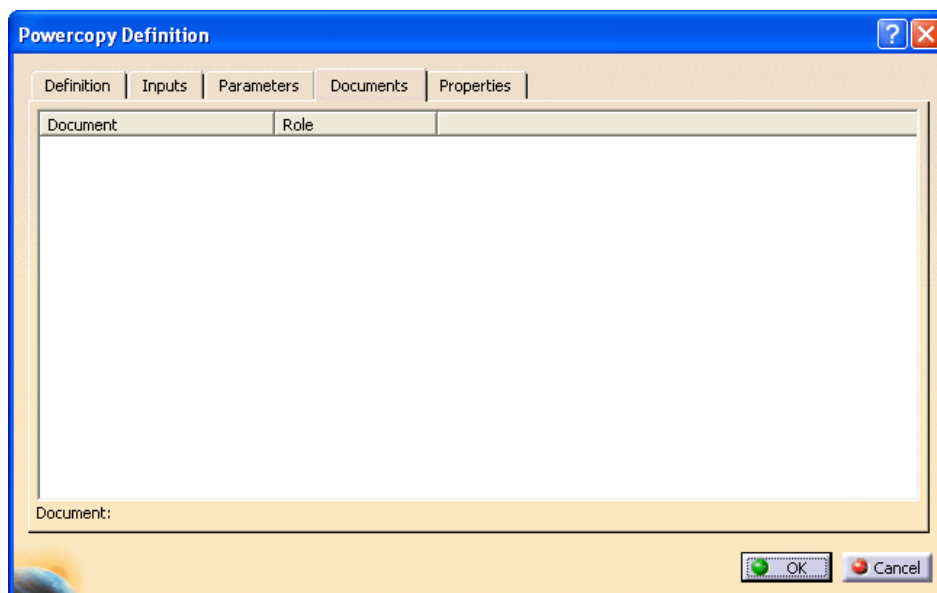 Powercopy Definition
Definition Inputs Parameters Documents Properties
Document Role
Document:
OK Cancel